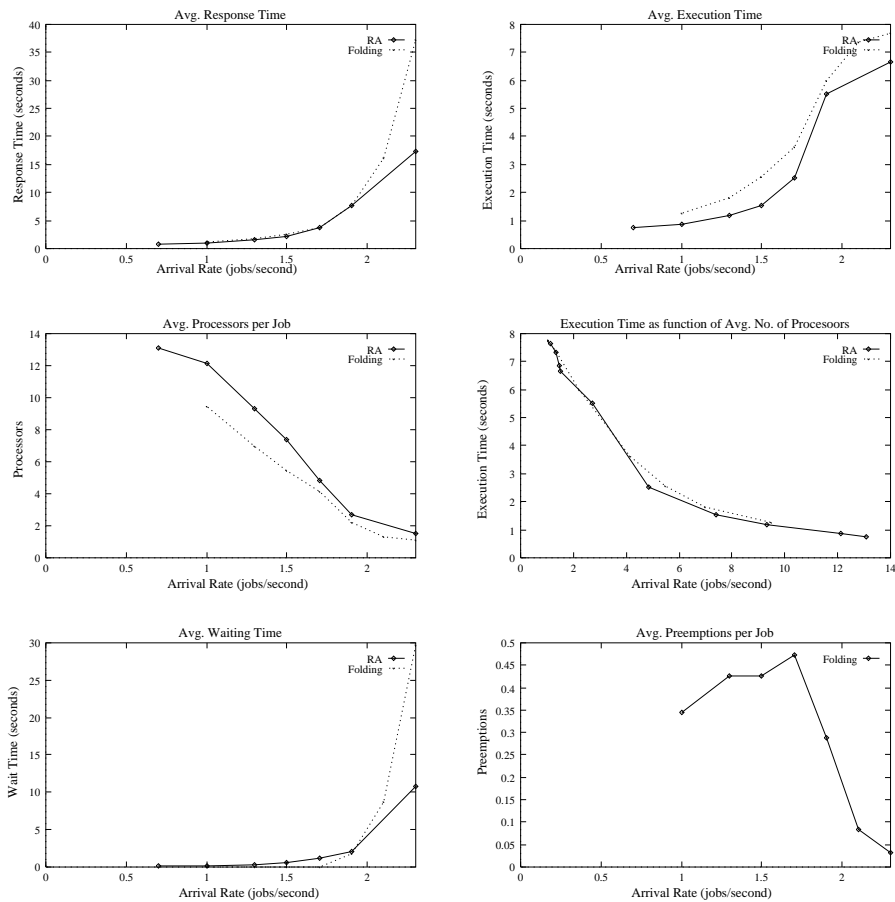 Avg. Response Time
RA
Folding
Response Time (seconds)
40
35
30
25
20
15
10
5
0
0 0.5 1 1.5 2
Arrival Rate (jobs/second)
Avg. Execution Time
RA
Folding
Execution Time (seconds)
8
7
6
5
4
3
2
1
0
0 0.5 1 1.5 2
Arrival Rate (jobs/second)
Avg. Processors per Job
RA
Folding
Processors
14
12
10
8
6
4
2
0
0 0.5 1 1.5 2
Arrival Rate (jobs/second)
Execution Time as function of Avg. No. of Procesoors
RA
Folding
Execution Time (seconds)
8
7
6
5
4
3
2
1
0
0 2 4 6 8 10 12 14
Arrival Rate (jobs/second)
Avg. Waiting Time
RA
Folding
Wait Time (seconds)
30
25
20
15
10
5
0
0 0.5 1 1.5 2
Arrival Rate (jobs/second)
Avg. Preemptions per Job
Folding
Preemptions
0.5
0.45
0.4
0.35
0.3
0.25
0.2
0.15
0.1
0.05
0
0 0.5 1 1.5 2
Arrival Rate (jobs/second)